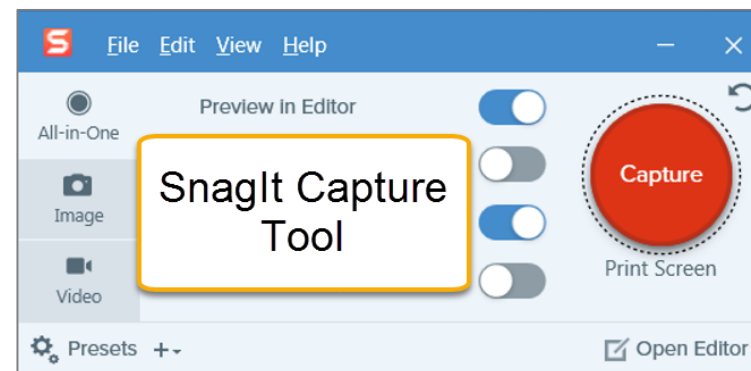 S File Edit View Help
All-in-One
Preview in Editor
Capture
SnagIt Capture
Tool
Image
Print Screen
Video
Presets
Open Editor